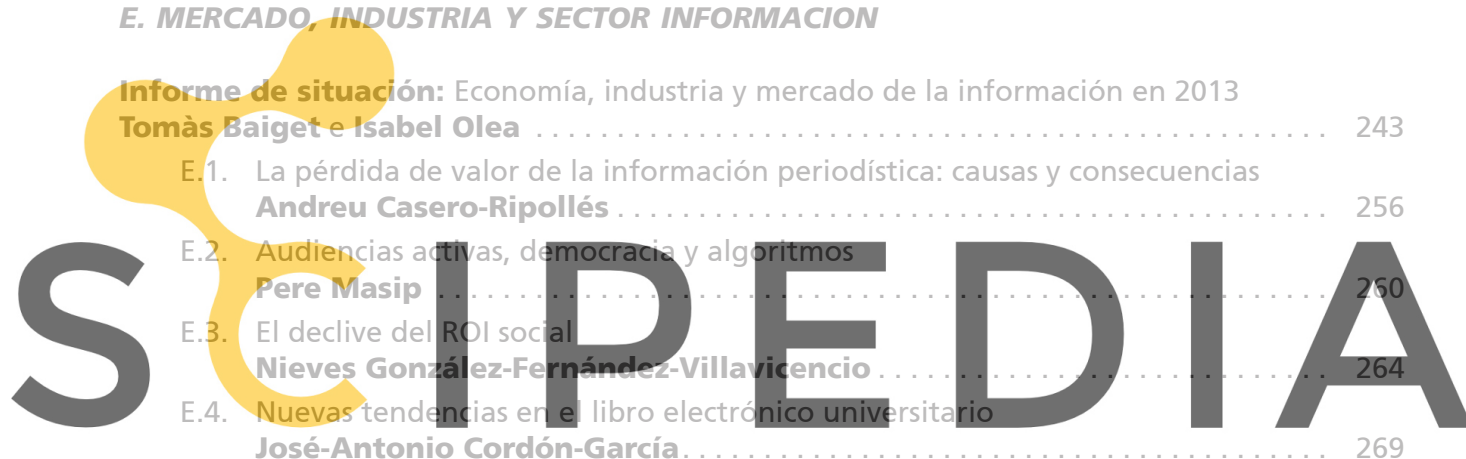 E. MERCADO, INDUSTRIA Y SECTOR INFORMACION
Informe de situación: Economía, industria y mercado de la información en 2013
Tomàs Baiget e Isabel Olea . . . . . . . . . . . . . . . . . . . . . . . . . . . . . . . . . . . . . . . . . . . . . . . . . . 243
E.1. La pérdida de valor de la información periodística: causas y consecuencias
Andreu Casero-Ripollés . . . . . . . . . . . . . . . . . . . . . . . . . . . . . . . . . . . . . . . . . . . . . 256
E.2. Audiencias activas, democracia y algoritmos
Pere Masip . . . . . . . . . . . . . . . . . . . . . . . . . . . . . . . . . . . . . . . . . . . . . . . . . . . . . . . . 260
E.3. El declive del ROI social
Nieves González-Fernández-Villavicencio . . . . . . . . . . . . . . . . . . . . . . . . . . . . . 264
E.4. Nuevas tendencias en el libro electrónico universitario
José-Antonio Cordón-García . . . . . . . . . . . . . . . . . . . . . . . . . . . . . . . . . . . . . . . . . 269
SCIPEDIA